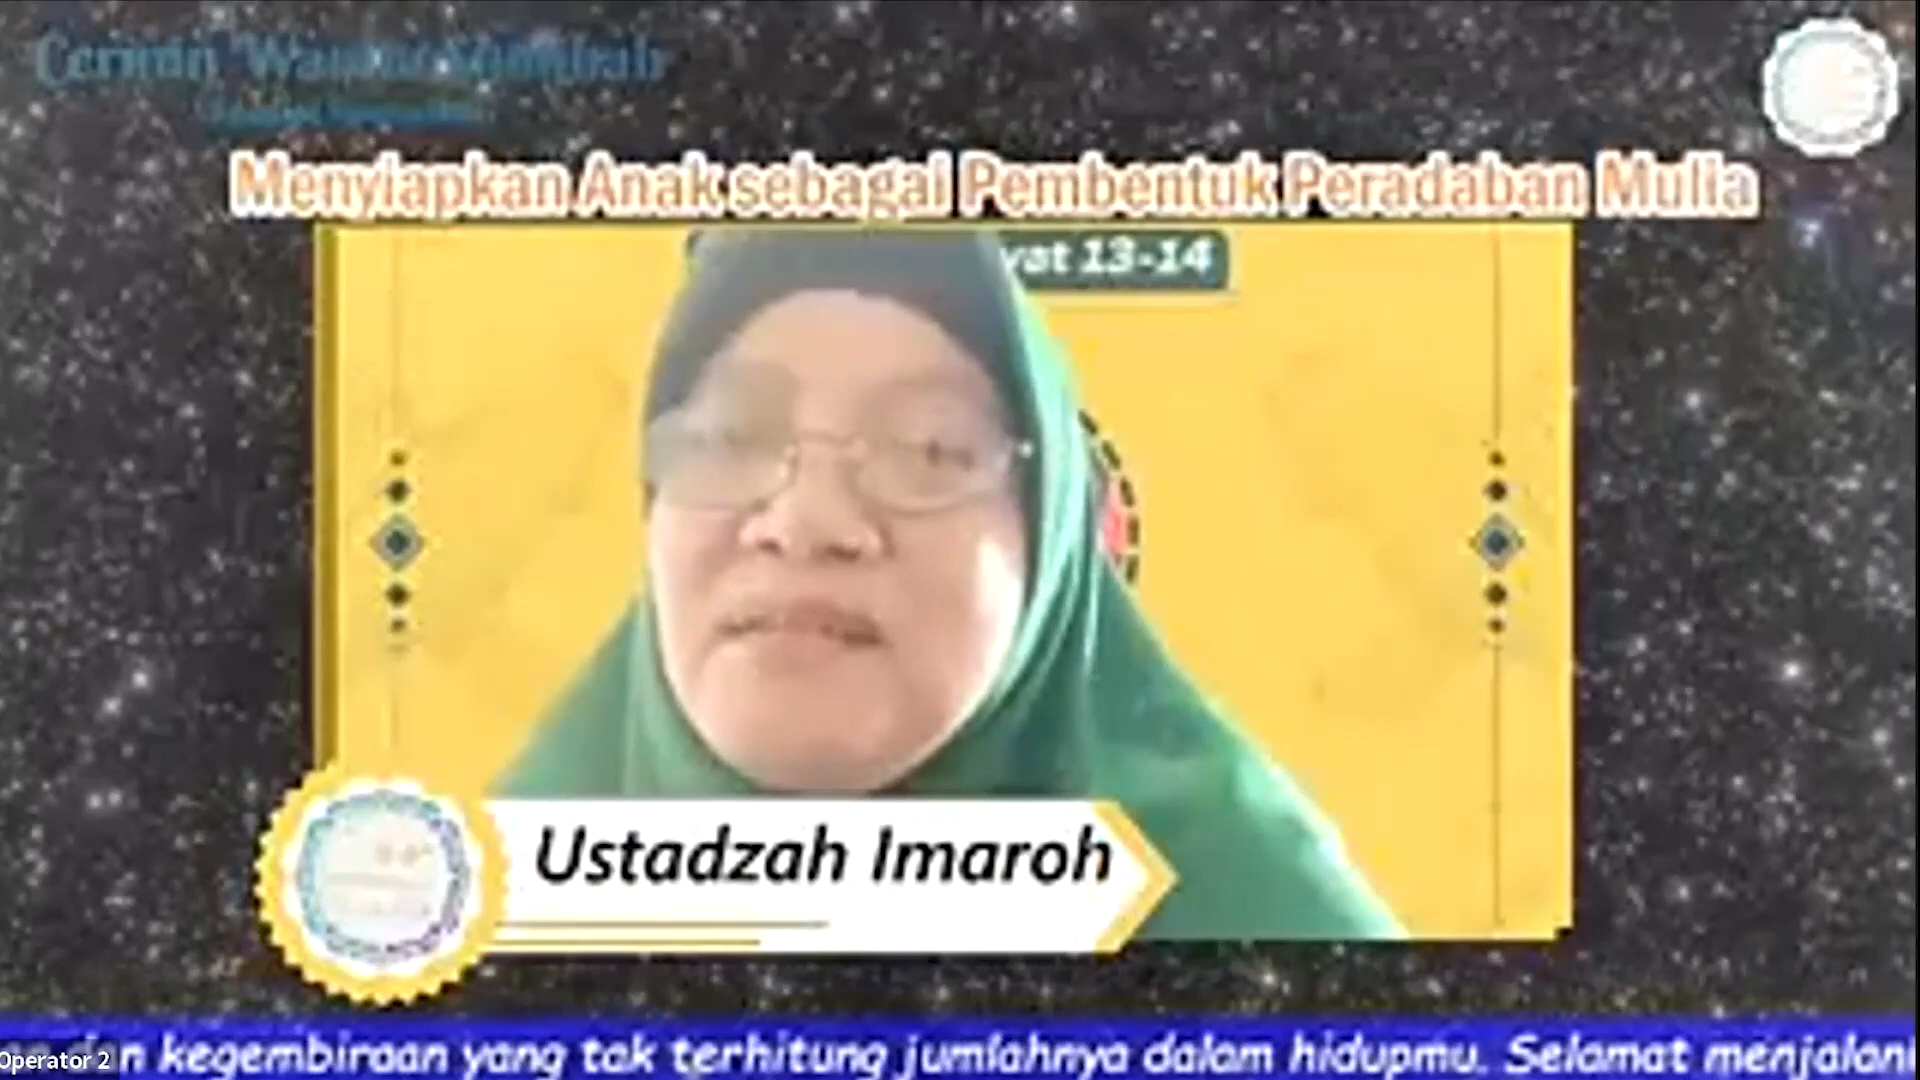 Menyiapkan Anak sebagai Pembentuk Peradaban Mulia
yat 13-14
Ustadzah Imaroh
n kegembiraan yang tak terhitung jumlahnya dalam hidupmu. Selamat menjalani
Operator 2